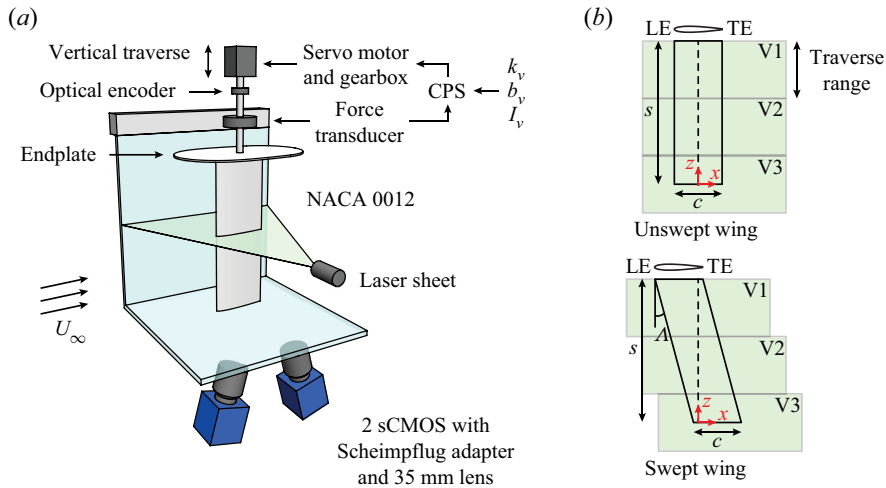 (a)
Vertical traverse
Optical encoder
Endplate
Servo motor
and gearbox
Force
transducer
CPS
k_v
b_v
I_v
NACA 0012
Laser sheet
U_∞
2 sCMOS with
Scheimpflug adapter
and 35 mm lens
(b)
LE TE
V1
V2
V3
Traverse
range
s
z
x
c
Unswept wing
LE TE
V1
V2
V3
Λ
s
z
x
c
Swept wing